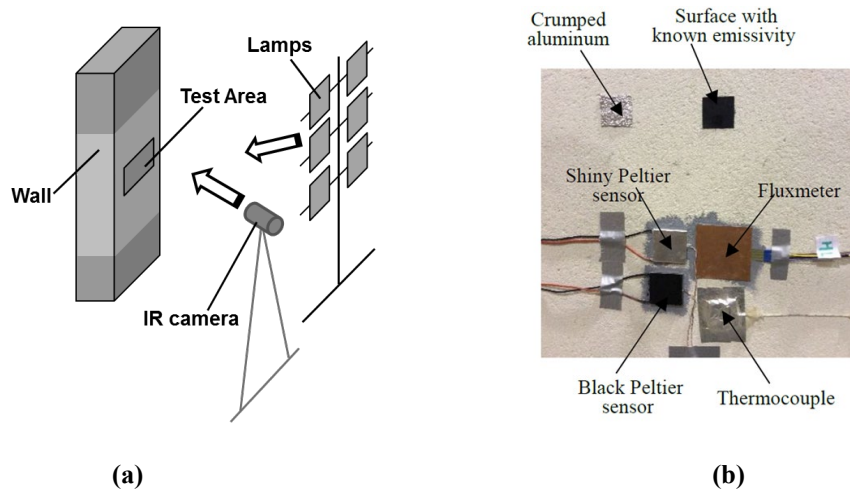 Lamps
Test Area
Wall
IR camera
(a)
Crumped
aluminum
Surface with
known emissivity
Shiny Peltier
sensor
Fluxmeter
Black Peltier
sensor
Thermocouple
(b)